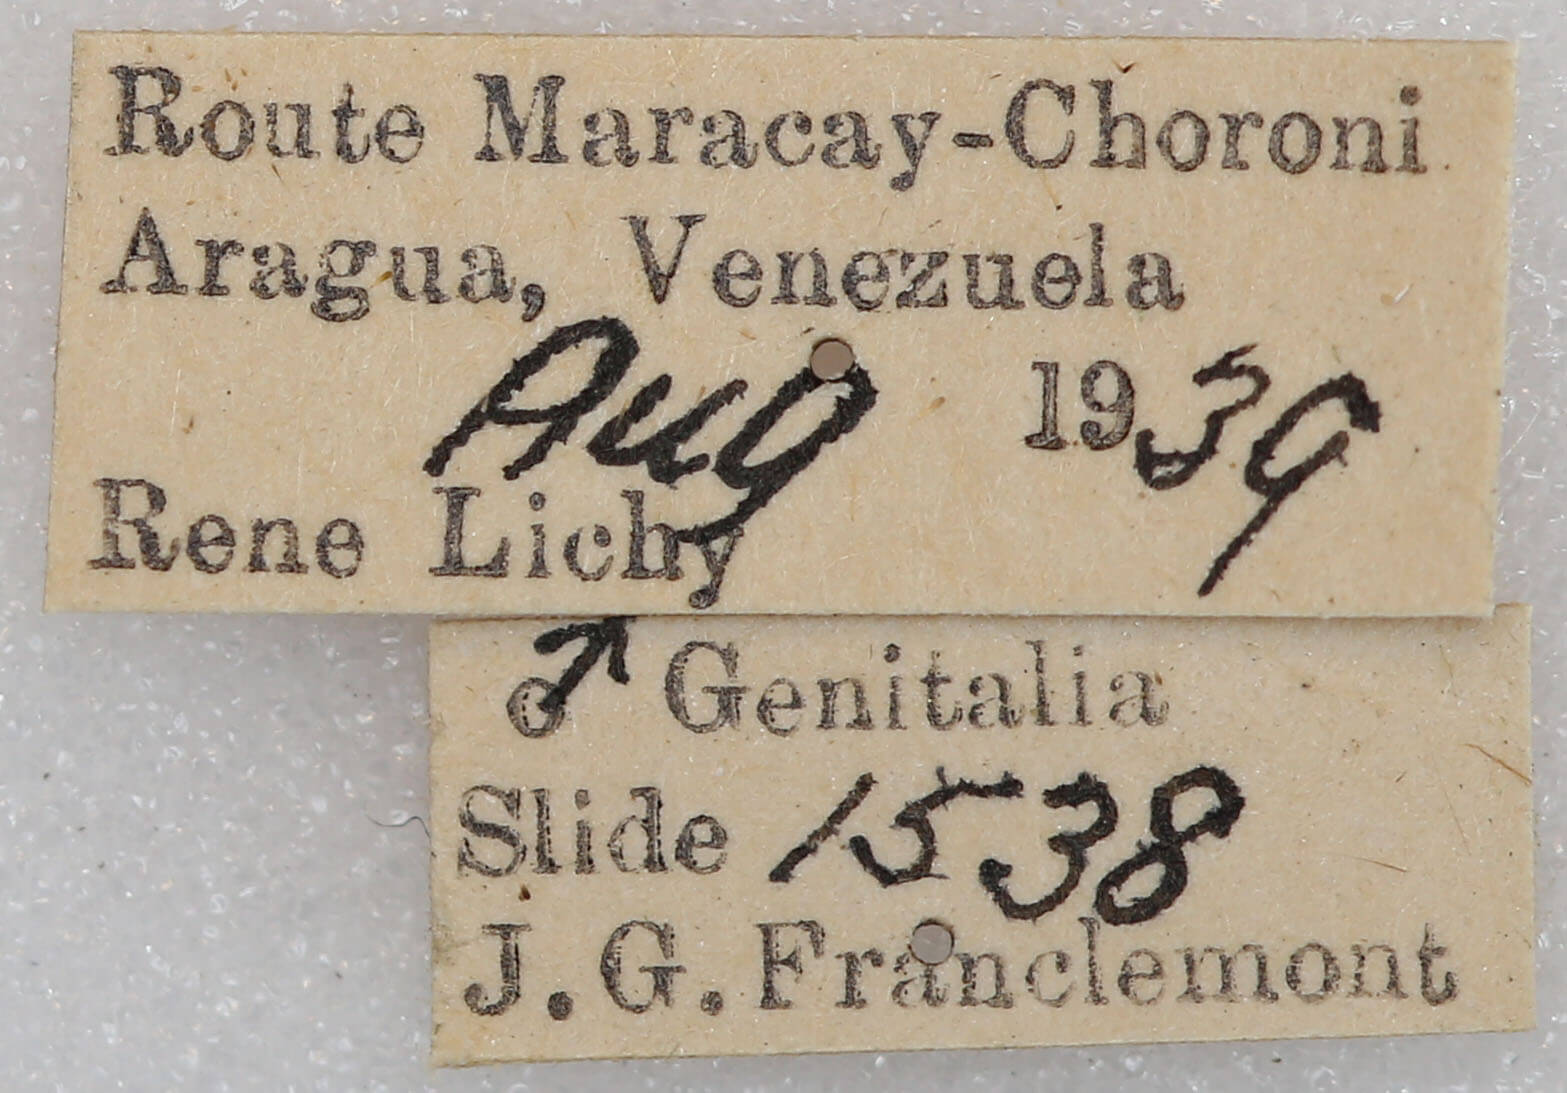 Route Maracay-Choroni
Aragua, Venezuela
Aug 1939
Rene Lichy
♂ Genitalia
Slide 1538
J. G. Franclemont